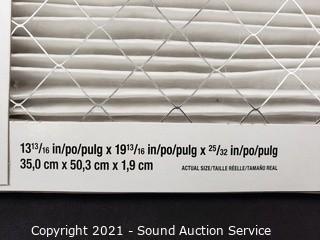 13 13/16 in/po/pulg x 19 13/16 in/po/pulg x 25/32 in/po/pulg
35,0 cm x 50,3 cm x 1,9 cm
ACTUAL SIZE/TAILLE RÉELLE/TAMAÑO REAL
Copyright 2021 - Sound Auction Service